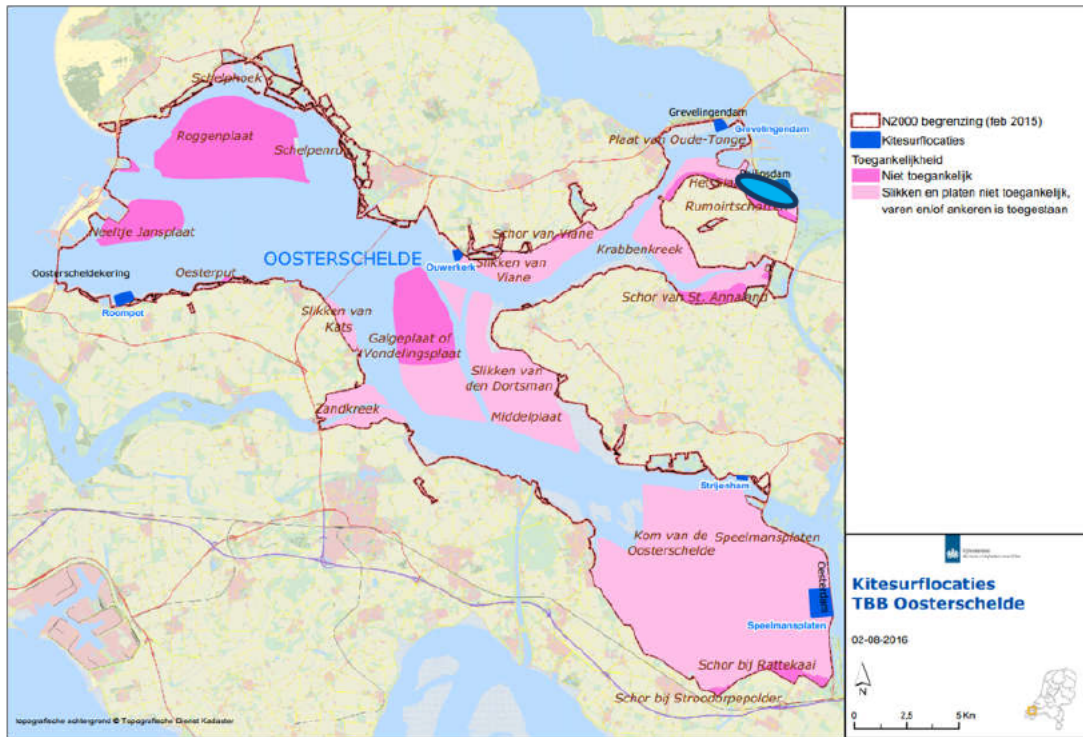 Schelphoek
Roggenplaat
Schelpenru
Grevelingendam
Grevelingendam
Plaat van Oude-Tonge
Rumoirtschorren
Neeltje Jansplaat
Schor van Viane
Krabbenkreek
OOSTERSCHELDE
Ouwerkerk
Slikken van
Viane
Oosterscheldekering
Oesterput
Schor van St. Annaland
Roompot
Slikken van
Kats
Galgeplaat of
Vondelingsplaat
Slikken van
den Dortsman
Zandkreek
Middelplaat
Strijenham
Kom van de
Oosterschelde
Speelmansplaten
Oesterdam
Speelmansplaten
Schor bij Rattekaai
Schor bij Stroodorpepolder
topografische achtergrond © Topografische Dienst Kadaster
N2000 begrenzing (feb 2015)
Kitesurflocaties
Toegankelijkheid
Niet toegankelijk
Slikken en platen niet toegankelijk,
varen en/of ankeren is toegestaan
Kitesurflocaties
TBB Oosterschelde
02-08-2016
N
0 2,5 5 Km